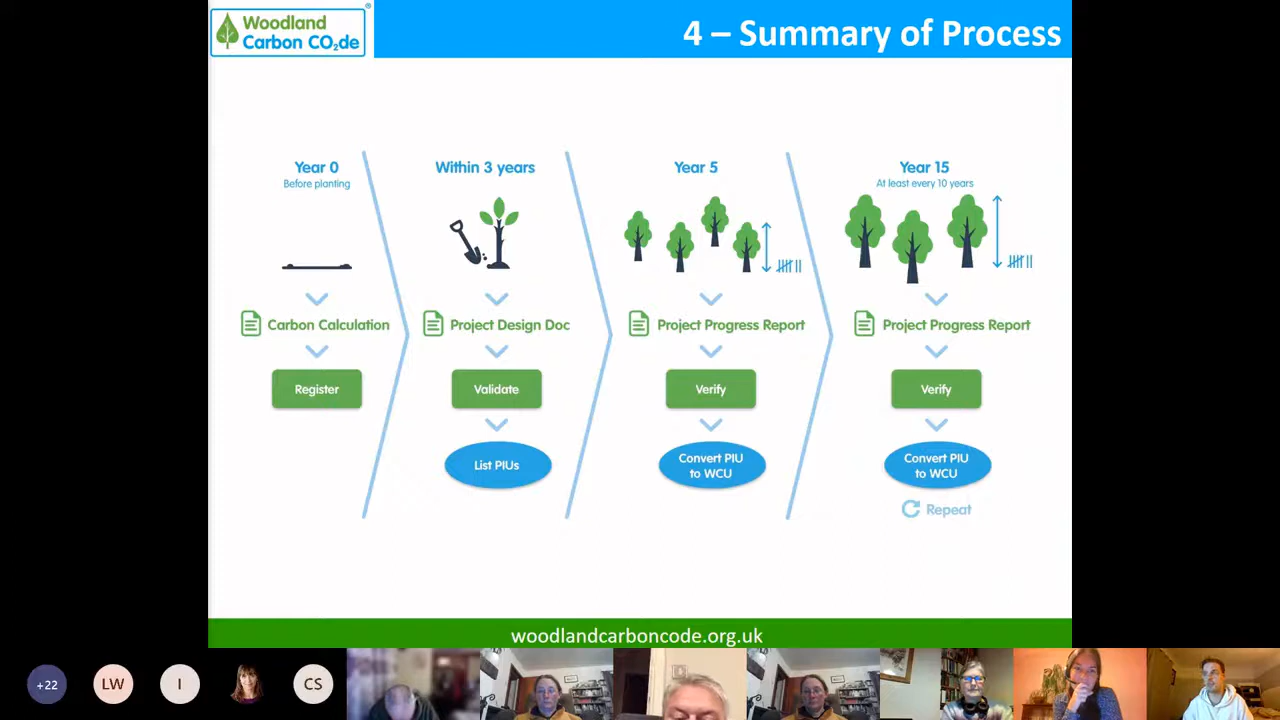 Woodland
Carbon CO₂de
®
4 – Summary of Process
Year 0
Before planting
Carbon Calculation
Register
Within 3 years
Project Design Doc
Validate
List PIUs
Year 5
Project Progress Report
Verify
Convert PIU
to WCU
Year 15
At least every 10 years
Project Progress Report
Verify
Convert PIU
to WCU
Repeat
woodlandcarboncode.org.uk
+22
LW
I
CS